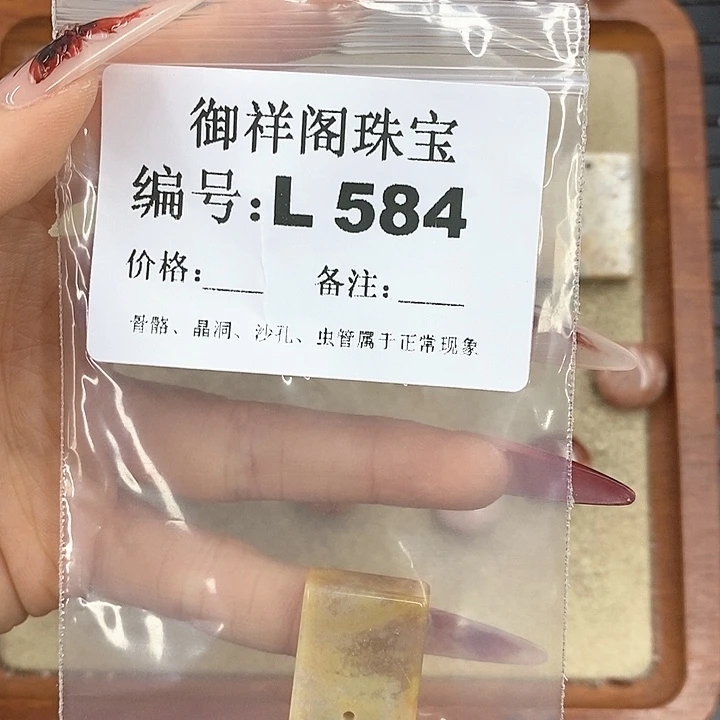 御祥阁珠宝
编号:L 584
价格:____ 备注:____
骨骼、晶洞、沙孔、虫管属于正常现象